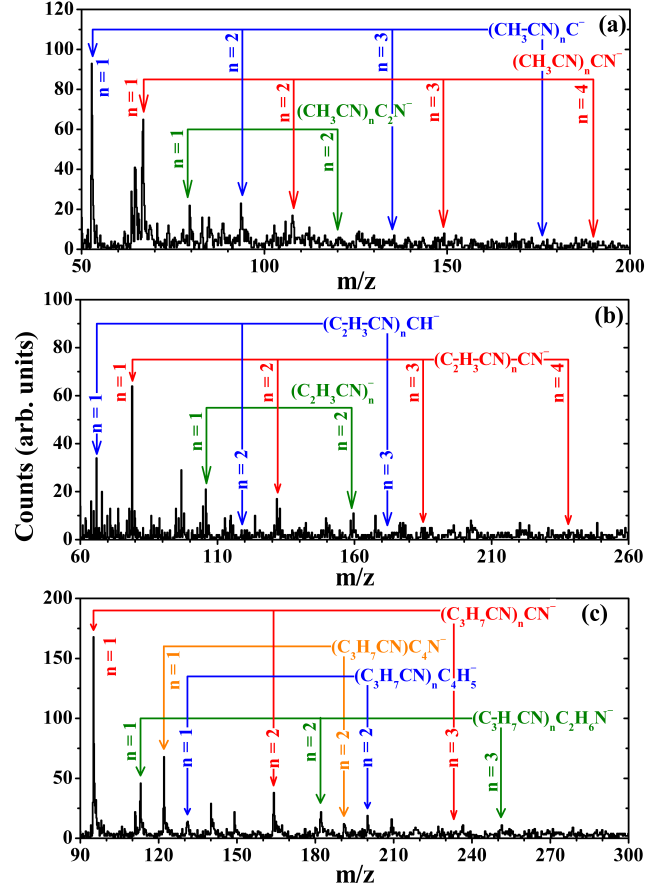 120
100
80
60
40
20
0
(a)
(CH3CN)nC−
(CH3CN)nCN−
(CH3CN)nC2N−
n = 1
n = 1
n = 1
n = 2
n = 2
n = 2
n = 3
n = 3
n = 4
50
100
150
200
m/z
Counts (arb. units)
100
80
60
40
20
0
(b)
(C2H3CN)nCH−
(C2H3CN)-CN−
(C2H3CN)n−
n = 1
n = 1
n = 1
n = 2
n = 2
n = 2
n = 3
n = 3
n = 4
60
110
160
210
260
m/z
200
150
100
50
0
(c)
(C3H7CN)nCN−
(C3H7CN)C4N−
(C3H7CN)nC4H5−
(C3H7CN)nC2H6N−
n = 1
n = 1
n = 1
n = 1
n = 2
n = 2
n = 2
n = 2
n = 3
n = 3
90
120
150
180
210
240
270
300
m/z